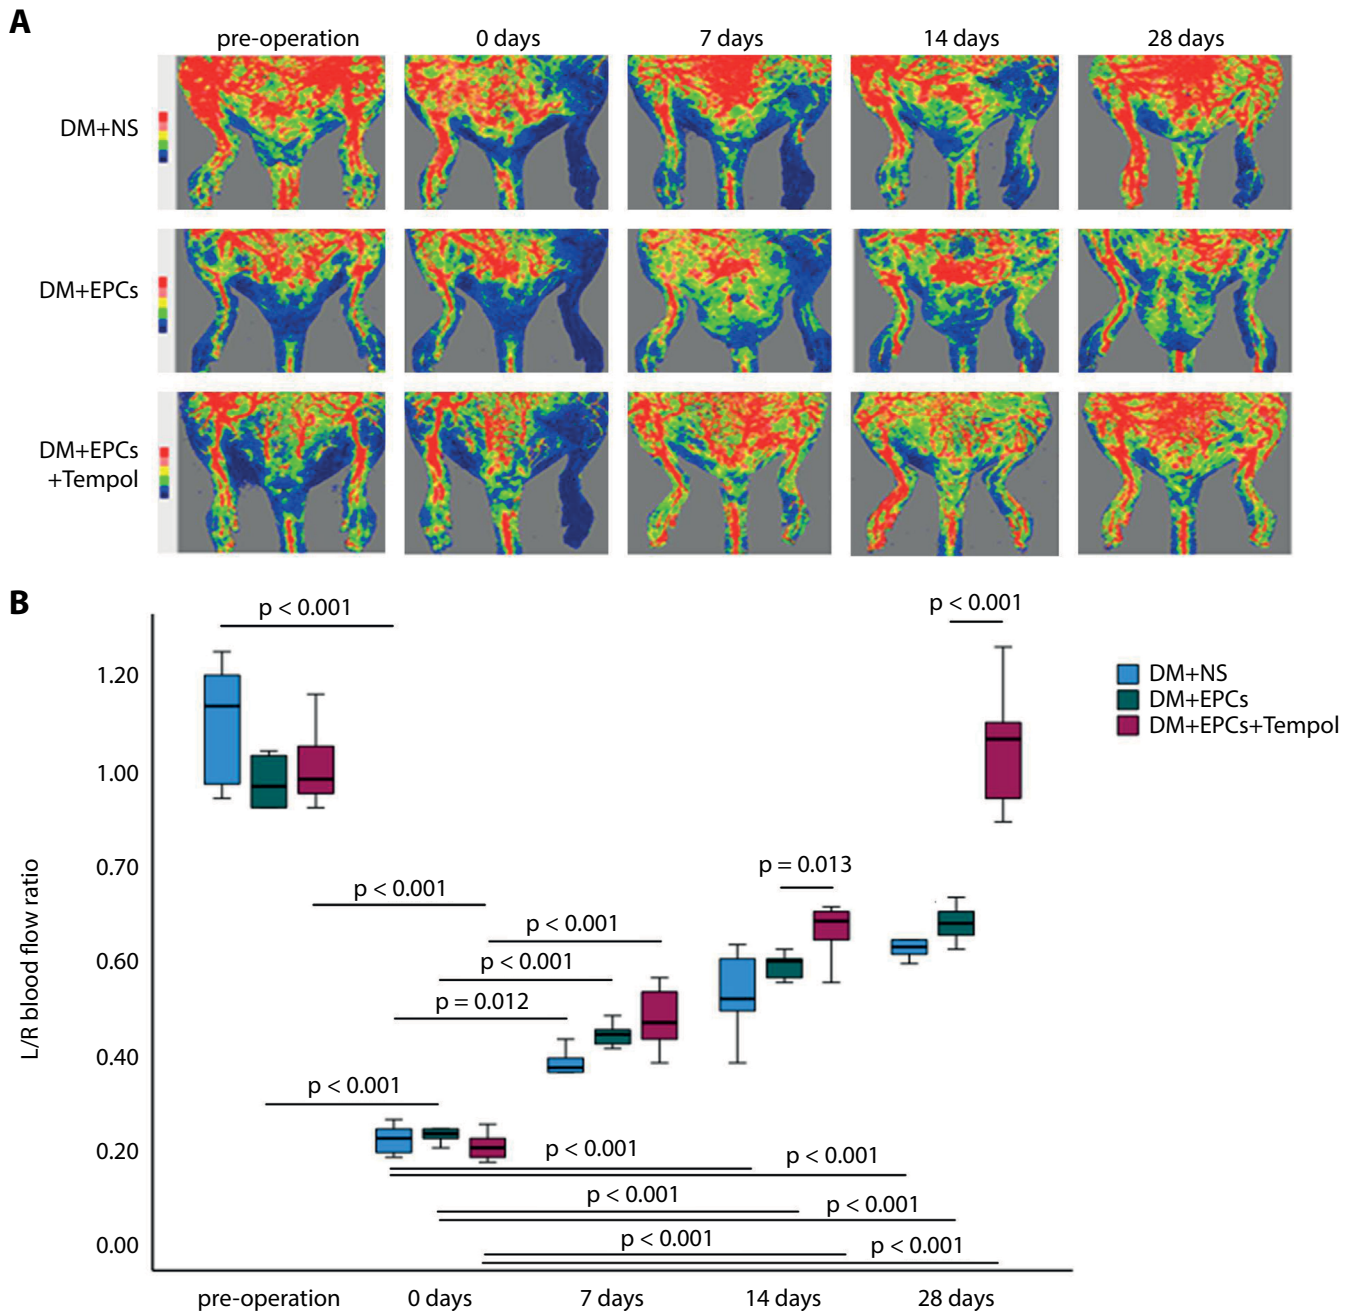 A
pre-operation 0 days 7 days 14 days 28 days
DM+NS
DM+EPCs
DM+EPCs
+Tempol
B
p < 0.001
p < 0.001
1.20
1.00
0.70
0.60
0.40
0.20
0.00
L/R blood flow ratio
DM+NS
DM+EPCs
DM+EPCs+Tempol
p = 0.013
p < 0.001
p < 0.001
p < 0.001
p = 0.012
p < 0.001
p < 0.001
p < 0.001
p < 0.001
p < 0.001
p < 0.001
p < 0.001
pre-operation 0 days 7 days 14 days 28 days